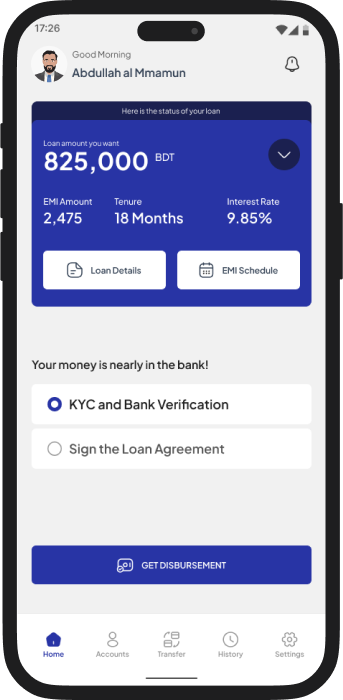 17:26
Good Morning
Abdullah al Mmamun
Here is the status of your loan
Loan amount you want
825,000 BDT
EMI Amount Tenure Interest Rate
2,475 18 Months 9.85%
Loan Details EMI Schedule
Your money is nearly in the bank!
KYC and Bank Verification
Sign the Loan Agreement
GET DISBURSEMENT
Home Accounts Transfer History Settings